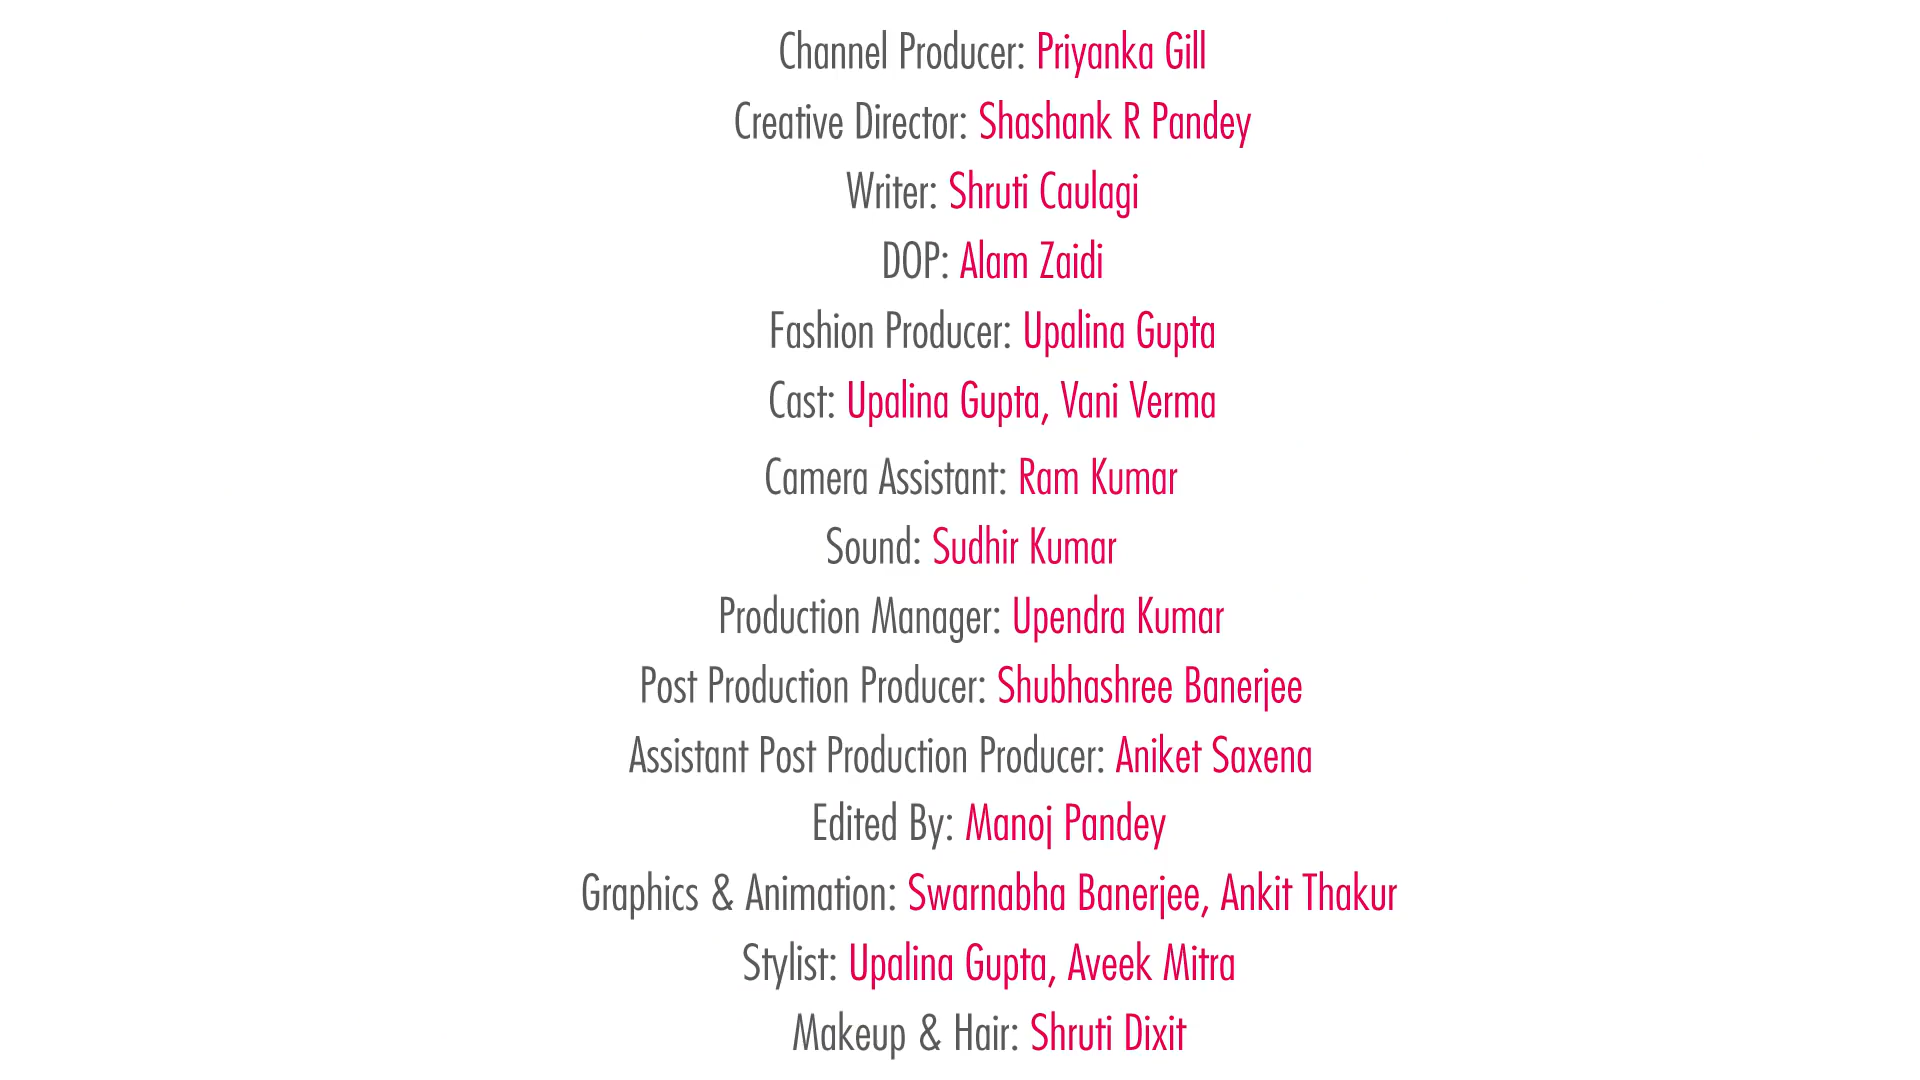 Channel Producer: Priyanka Gill
Creative Director: Shashank R Pandey
Writer: Shruti Caulagi
DOP: Alam Zaidi
Fashion Producer: Upalina Gupta
Cast: Upalina Gupta, Vani Verma
Camera Assistant: Ram Kumar
Sound: Sudhir Kumar
Production Manager: Upendra Kumar
Post Production Producer: Shubhashree Banerjee
Assistant Post Production Producer: Aniket Saxena
Edited By: Manoj Pandey
Graphics & Animation: Swarnabha Banerjee, Ankit Thakur
Stylist: Upalina Gupta, Aveek Mitra
Makeup & Hair: Shruti Dixit